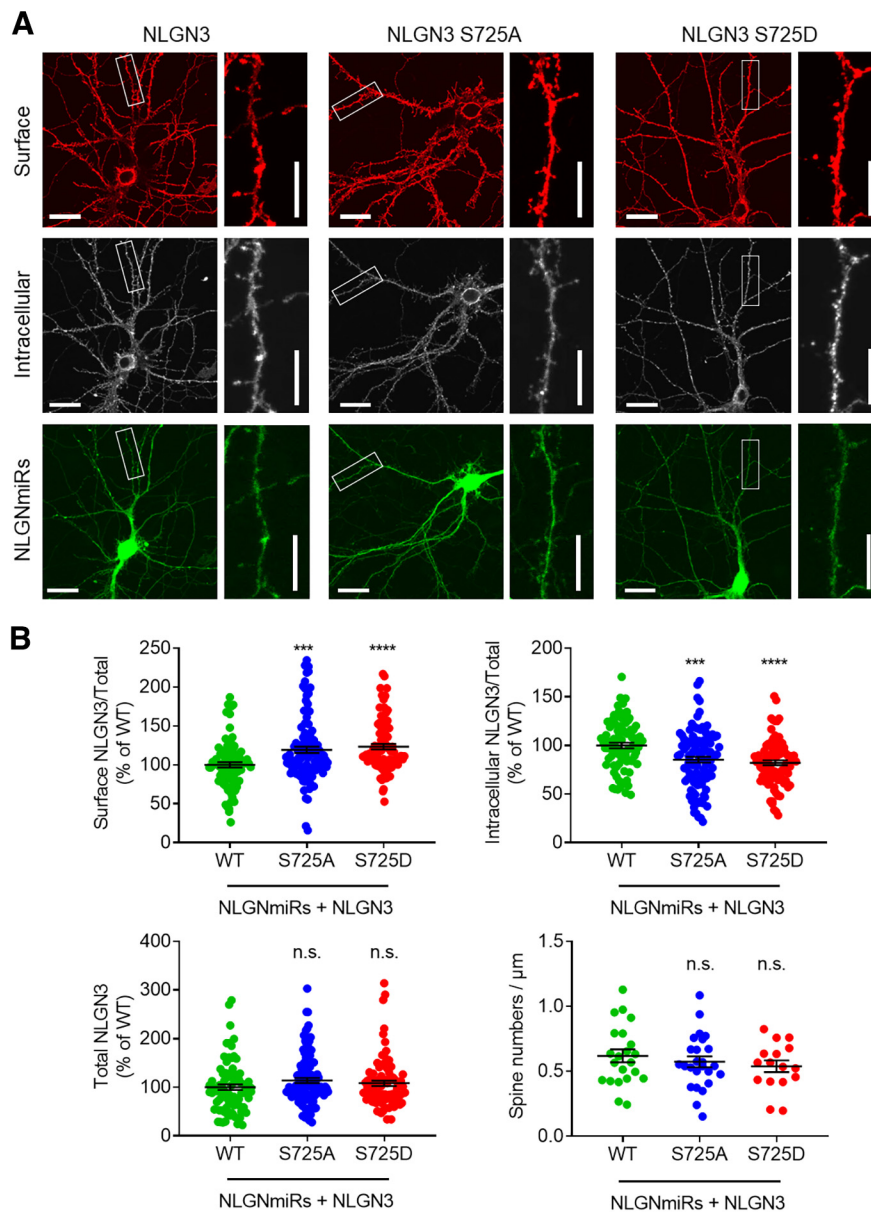 A
NLGN3
NLGN3 S725A
NLGN3 S725D
Surface
Intracellular
NLGNmiRs
B
Surface NLGN3/Total
(% of WT)
250
200
150
100
50
0
***
****
WT
S725A
S725D
NLGNmiRs + NLGN3
Intracellular NLGN3/Total
(% of WT)
200
150
100
50
0
***
****
WT
S725A
S725D
NLGNmiRs + NLGN3
Total NLGN3
(% of WT)
400
300
200
100
0
n.s.
n.s.
WT
S725A
S725D
NLGNmiRs + NLGN3
Spine numbers / μm
1.5
1.0
0.5
0.0
n.s.
n.s.
WT
S725A
S725D
NLGNmiRs + NLGN3